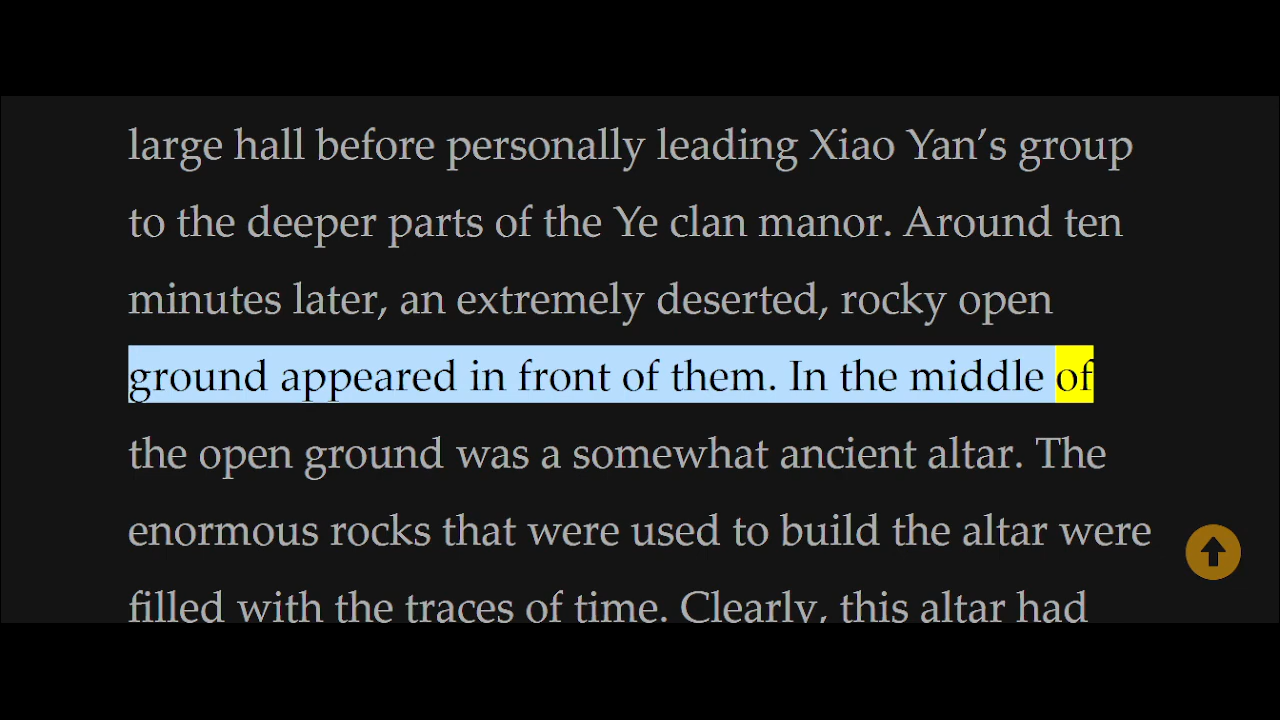 large hall before personally leading Xiao Yan’s group
to the deeper parts of the Ye clan manor. Around ten
minutes later, an extremely deserted, rocky open
ground appeared in front of them. In the middle of
the open ground was a somewhat ancient altar. The
enormous rocks that were used to build the altar were
filled with the traces of time. Clearly, this altar had